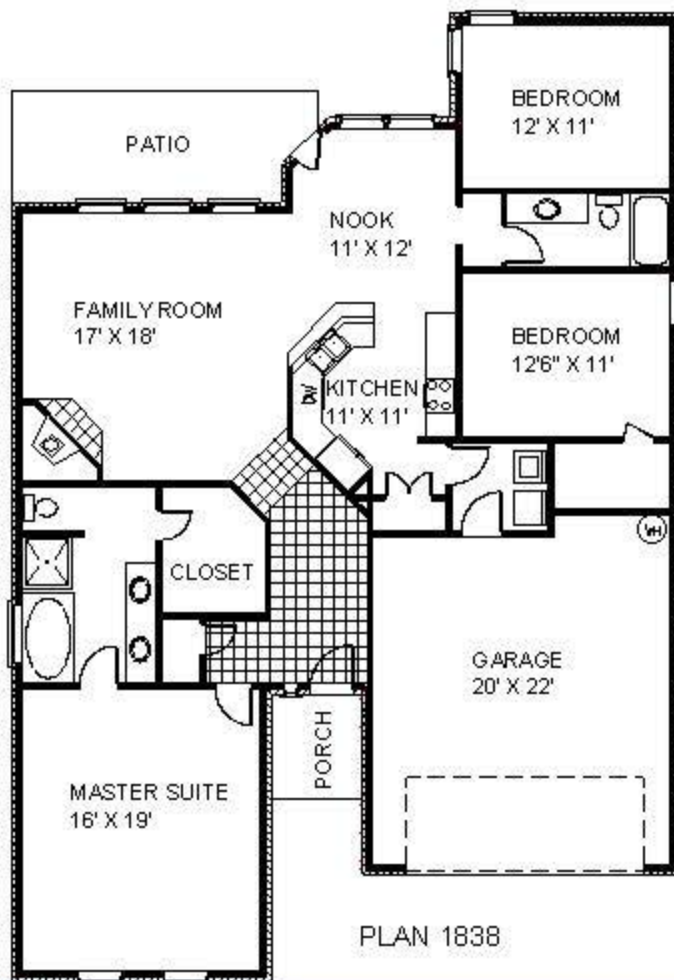 BEDROOM
12' X 11'
PATIO
NOOK
11' X 12'
FAMILY ROOM
17' X 18'
BEDROOM
12'6" X 11'
KITCHEN
11' X 11'
DW
CLOSET
WH
GARAGE
20' X 22'
PORCH
MASTER SUITE
16' X 19'
PLAN 1838